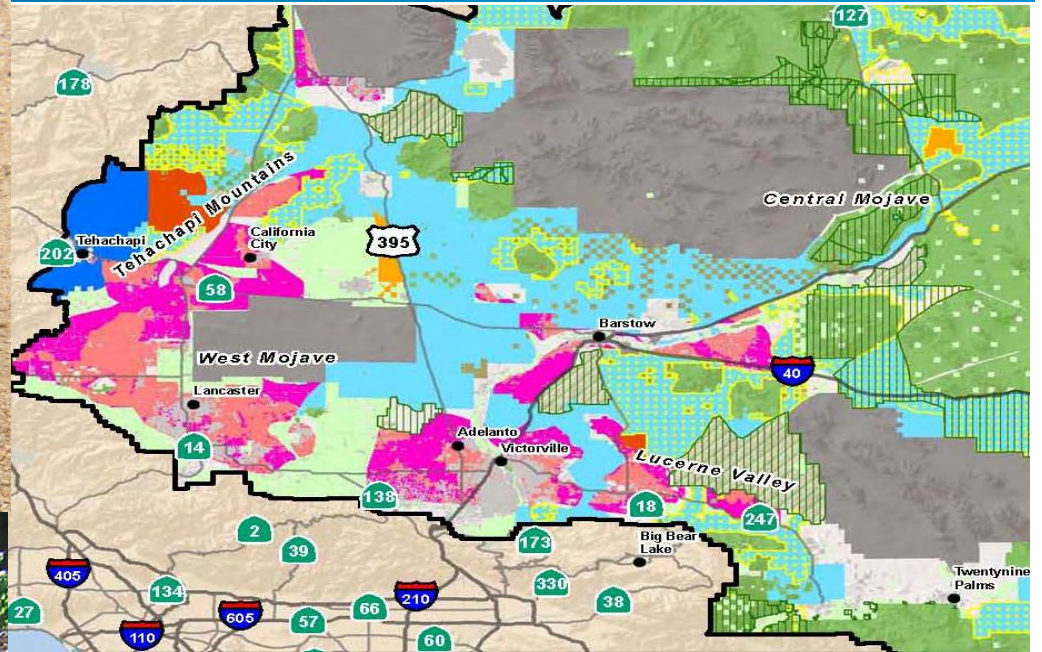 127
178
Central Mojave
Tehachapi Mountains
California
City
395
Tehachapi
202
58
Barstow
West Mojave
40
Lancaster
Adelanto
14
Victorville
Lucerne Valley
138
18
247
2
173
Big Bear
Lake
39
405
330
Twentynine
Palms
134
210
38
27
605
66
57
110
60